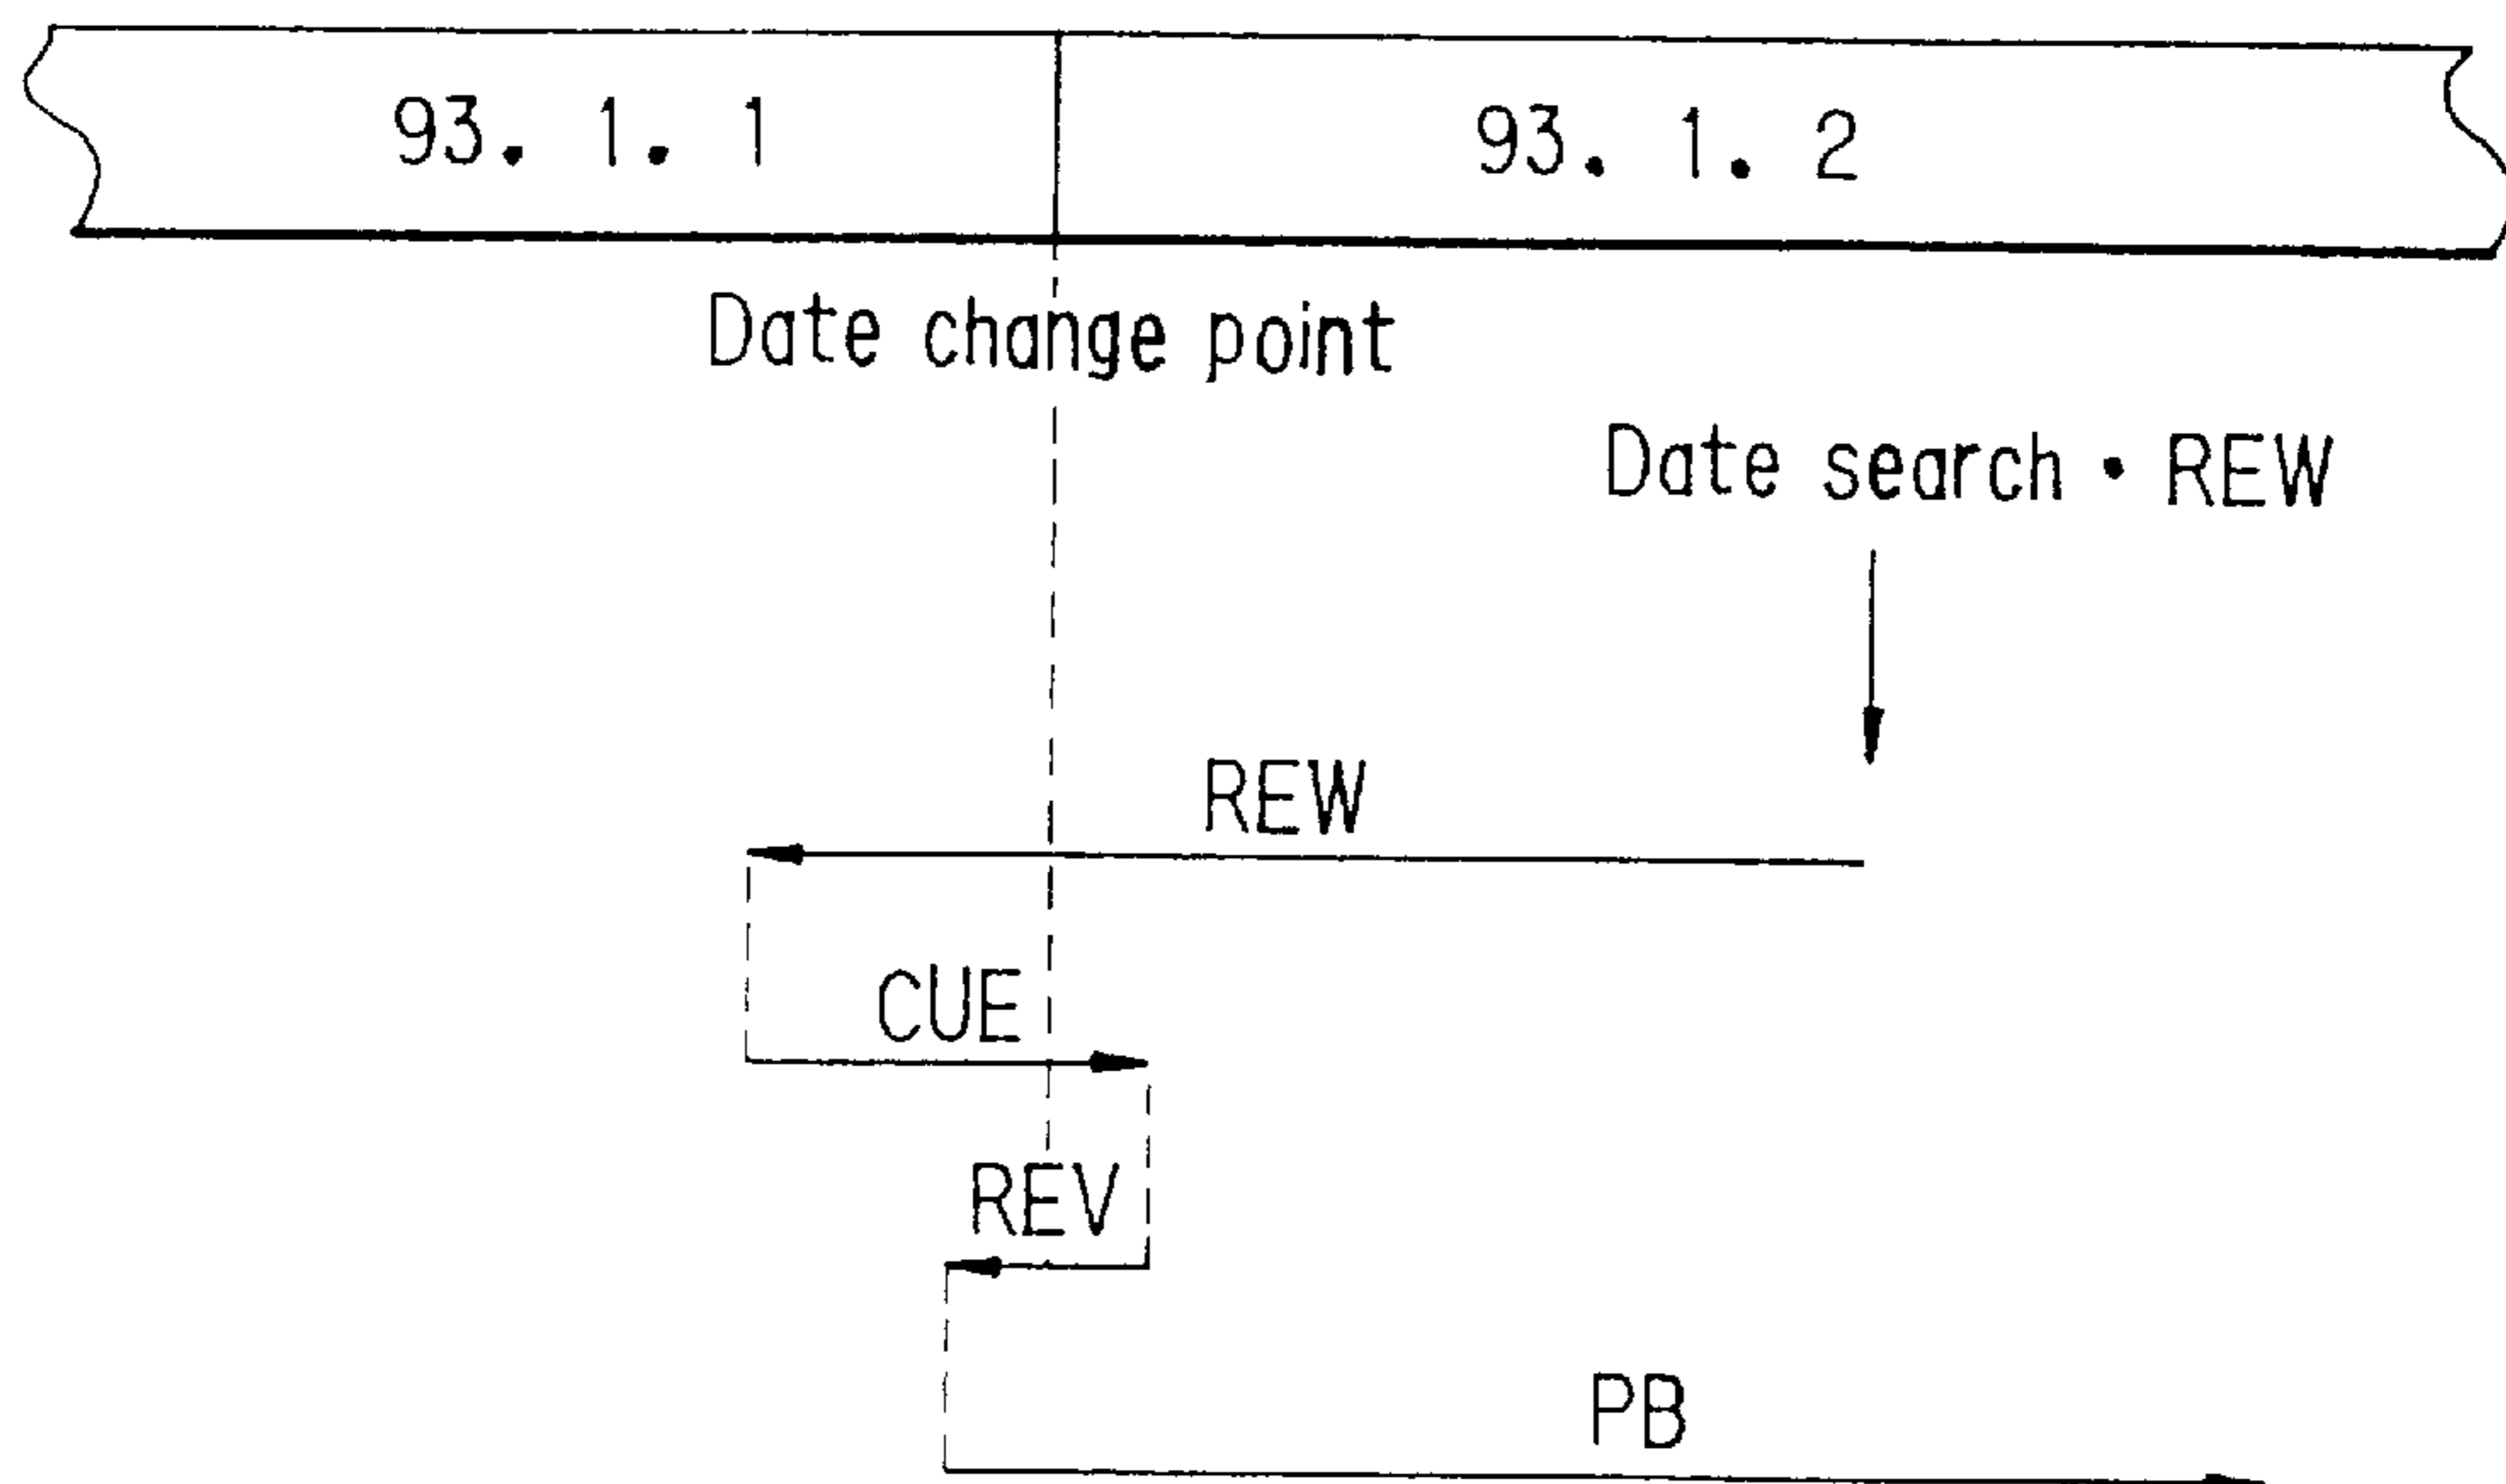 93. 1. 1
93. 1. 2
Date change point
Date search • REW
REW
CUE
REV
PB